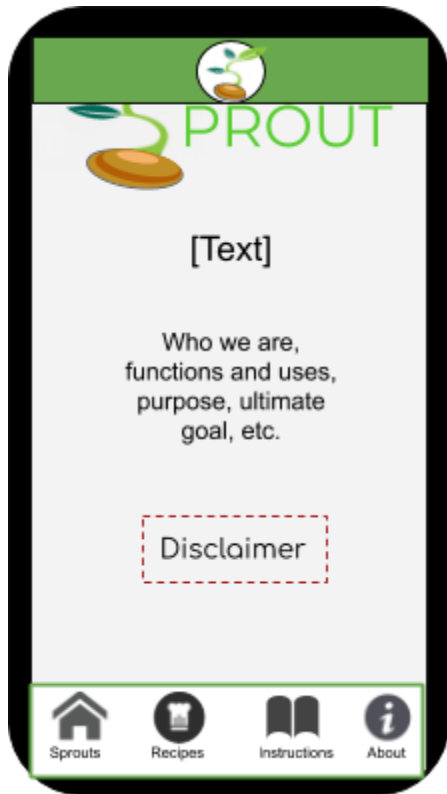 PROUT
[Text]
Who we are,
functions and uses,
purpose, ultimate
goal, etc.
Disclaimer
Sprouts Recipes Instructions About